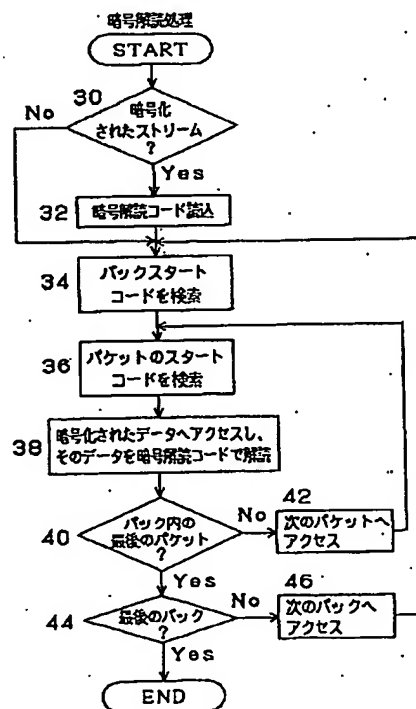 暗号解読処理
START
30
暗号化
されたストリーム
?
No
Yes
32
暗号解読コード読込
34
パックスタート
コードを検索
36
パケットのスタート
コードを検索
38
暗号化されたデータへアクセスし、
そのデータを暗号解読コードで解読
40
パック内の
最後のパケット
?
No
42
次のパケットへ
アクセス
Yes
44
最後のパック
?
No
46
次のパックへ
アクセス
Yes
END